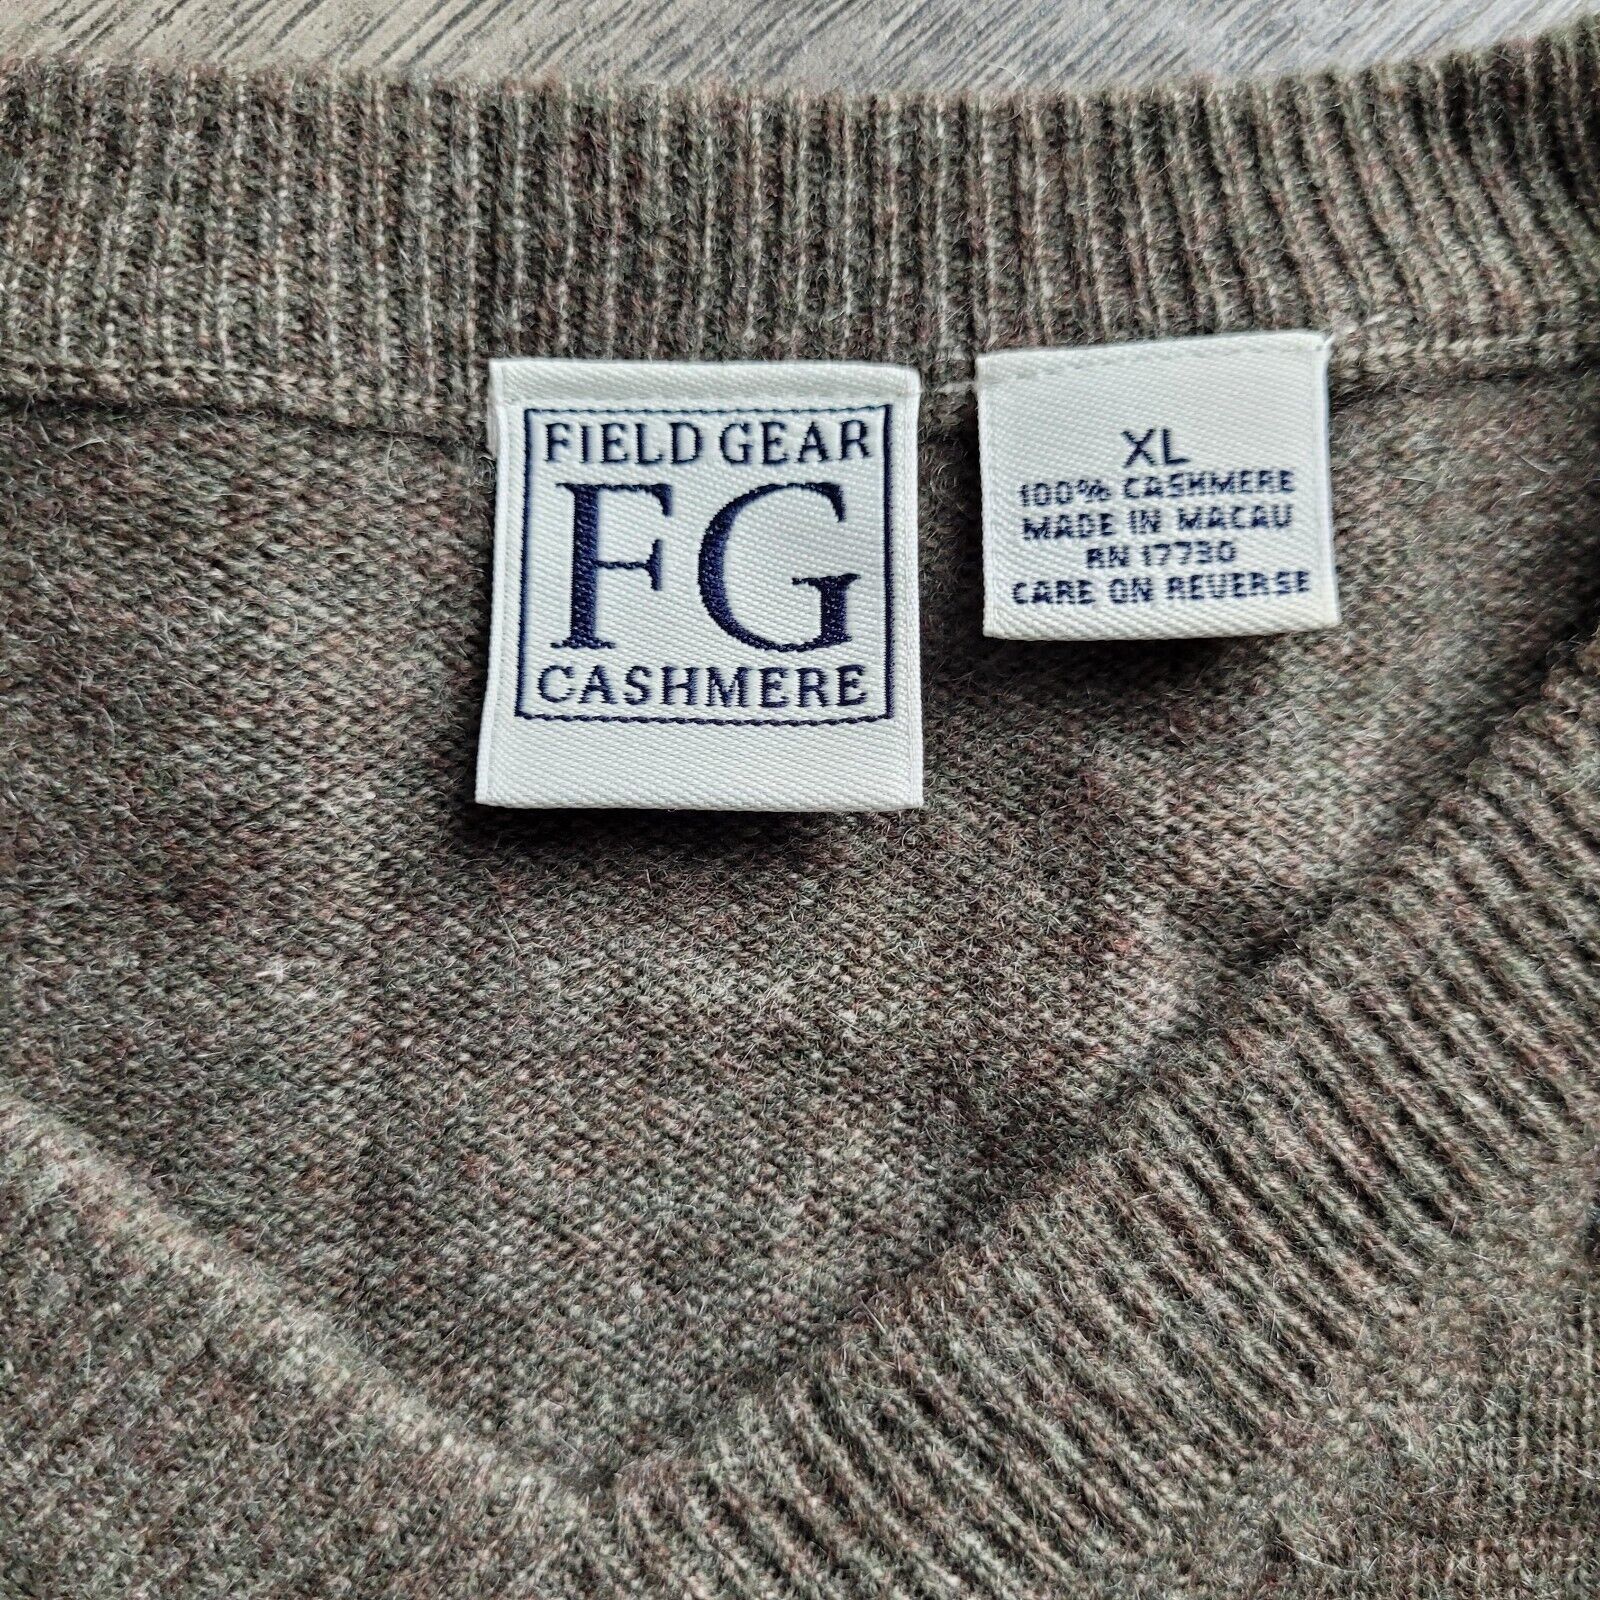 FIELD GEAR
FG
CASHMERE
XL
100% CASHMERE
MADE IN MACAU
RN 17730
CARE ON REVERSE